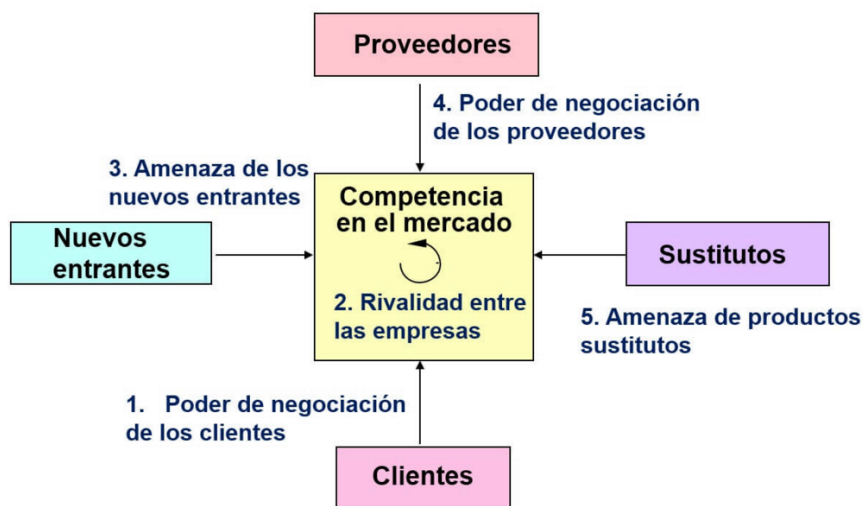 Proveedores
4. Poder de negociación
de los proveedores
3. Amenaza de los
nuevos entrantes
Competencia
en el mercado
Nuevos
entrantes
Sustitutos
2. Rivalidad entre
las empresas
5. Amenaza de productos
sustitutos
1. Poder de negociación
de los clientes
Clientes